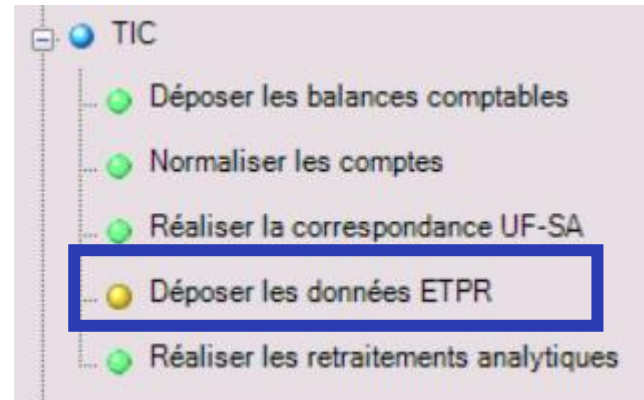 TIC
Déposer les balances comptables
Normaliser les comptes
Réaliser la correspondance UF-SA
Déposer les données ETPR
Réaliser les retraitements analytiques